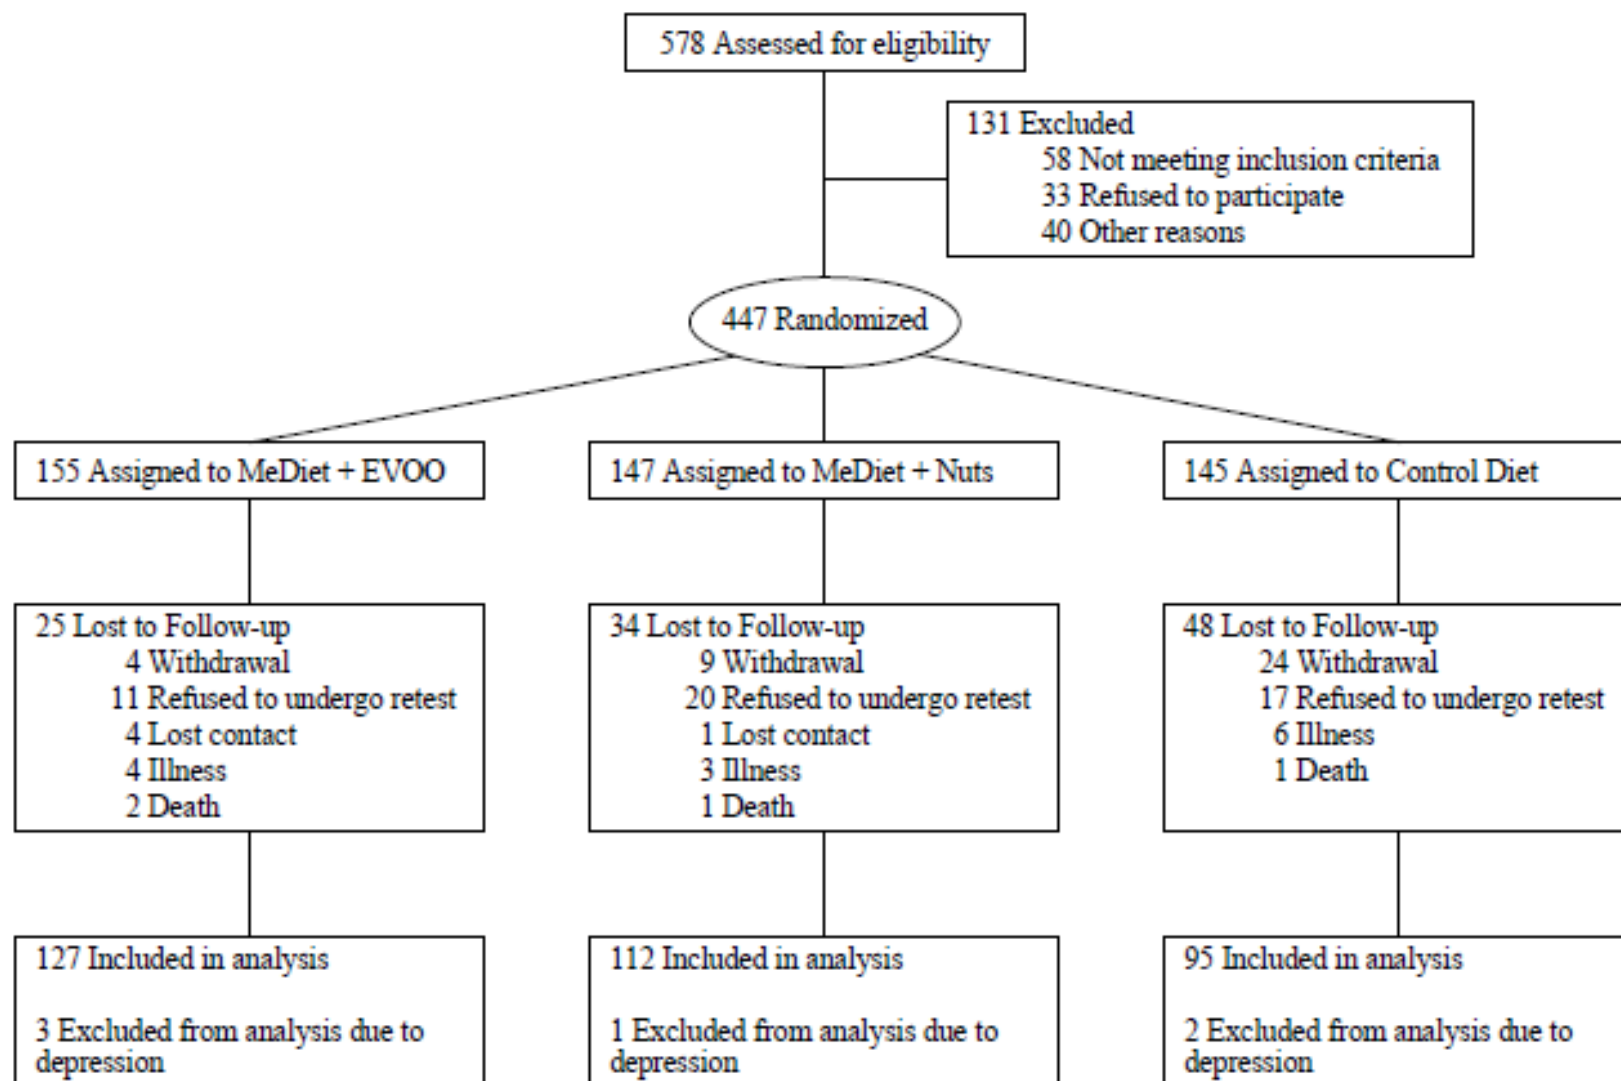 578 Assessed for eligibility
131 Excluded
58 Not meeting inclusion criteria
33 Refused to participate
40 Other reasons
447 Randomized
155 Assigned to MeDiet + EVOO
147 Assigned to MeDiet + Nuts
145 Assigned to Control Diet
25 Lost to Follow-up
4 Withdrawal
11 Refused to undergo retest
4 Lost contact
4 Illness
2 Death
34 Lost to Follow-up
9 Withdrawal
20 Refused to undergo retest
1 Lost contact
3 Illness
1 Death
48 Lost to Follow-up
24 Withdrawal
17 Refused to undergo retest
6 Illness
1 Death
127 Included in analysis
3 Excluded from analysis due to
depression
112 Included in analysis
1 Excluded from analysis due to
depression
95 Included in analysis
2 Excluded from analysis due to
depression